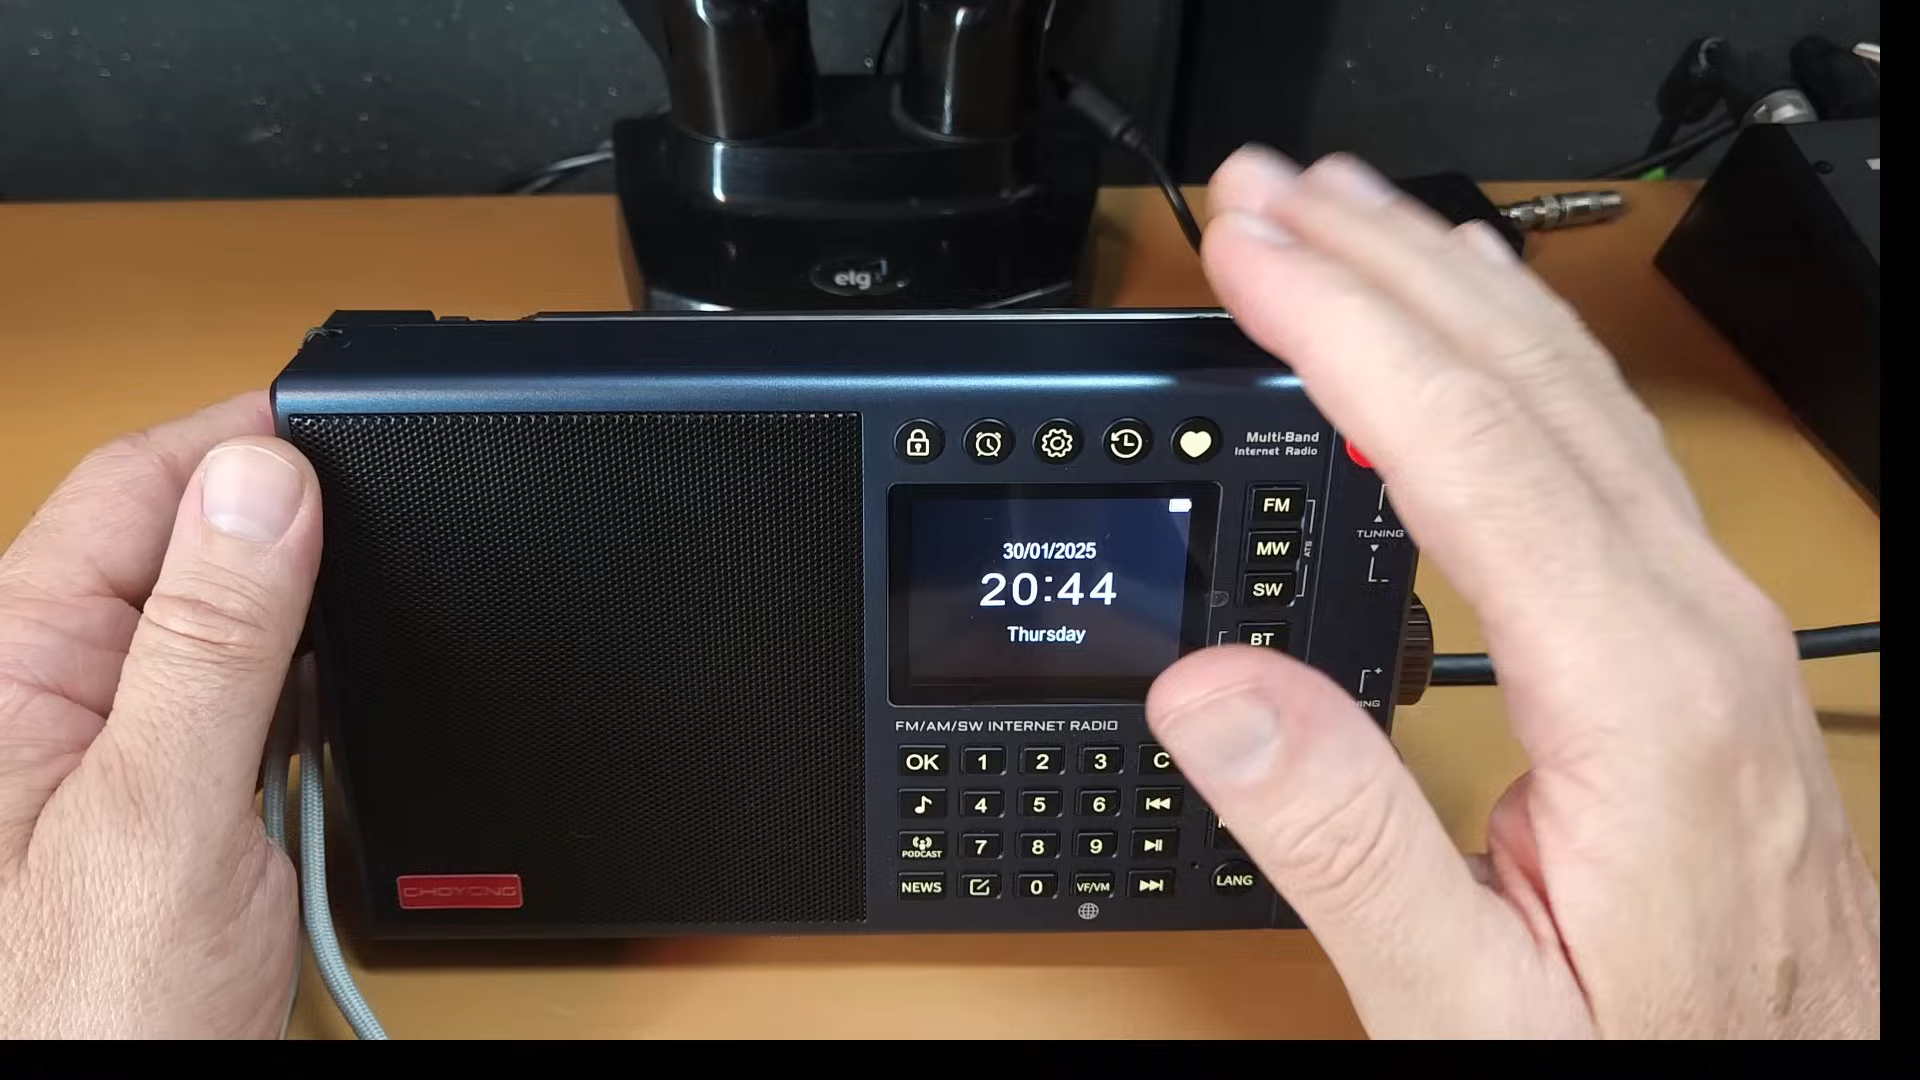 elg
Multi-Band
Internet Radio
FM
MW
SW
ATS
BT
TUNING
30/01/2025
20:44
Thursday
FM/AM/SW INTERNET RADIO
OK 1 2 3 C
4 5 6
PODCAST 7 8 9
NEWS 0 VF/VM
LANG
CHOYONG